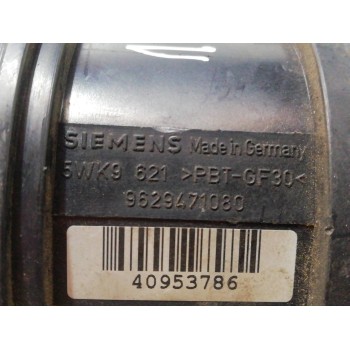 SIEMENS Made in Germany
5WK9 621 >PBT-GF30<
9629471080
40953786